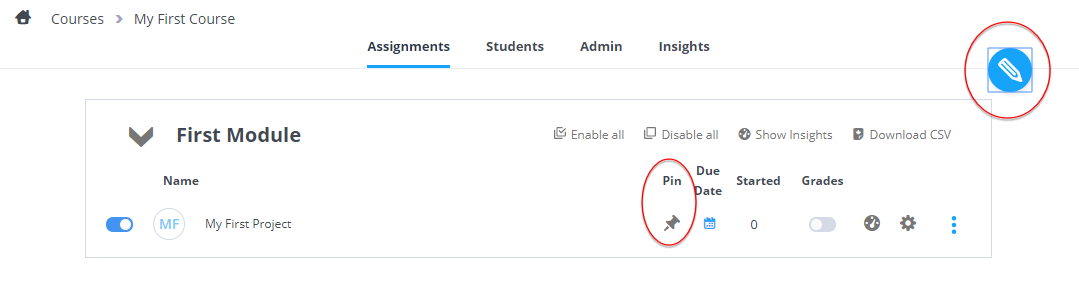 Courses > My First Course
Assignments Students Admin Insights
First Module Enable all Disable all Show Insights Download CSV
Name Pin Due Date Started Grades
MF My First Project 0